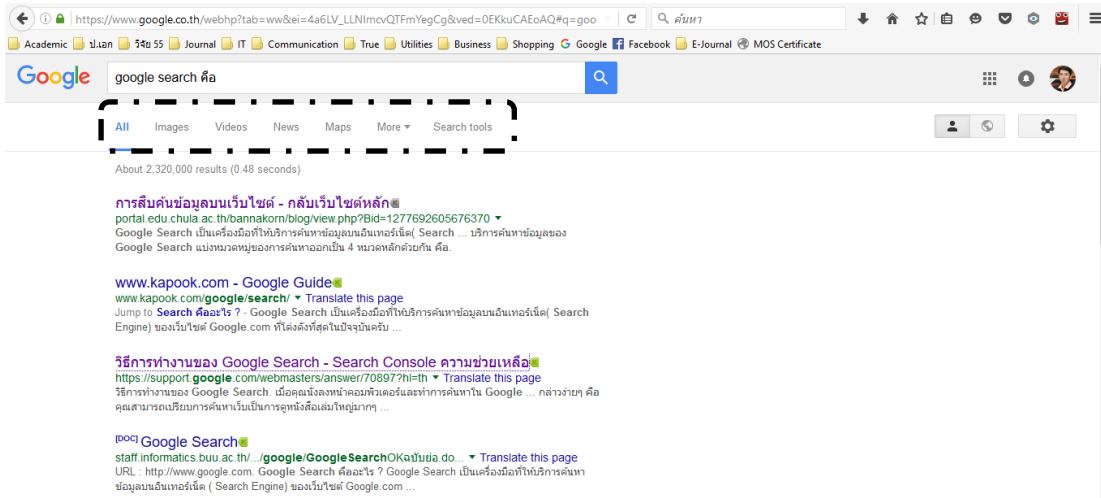 https://www.google.co.th/webhp?tab=ww&ei=4a6LV_LLNImcvQTFmYegCg&ved=0EKkuCAEoAQ#q=goo
ค้นหา
Academic ป.เอก วิจัย 55 Journal IT Communication True Utilities Business Shopping Google Facebook E-Journal MOS Certificate
Google google search คือ
All Images Videos News Maps More Search tools
About 2,320,000 results (0.48 seconds)
การสืบค้นข้อมูลบนเว็บไซต์ - กลับเว็บไซต์หลัก
portal.edu.chula.ac.th/bannakorn/blog/view.php?Bid=1277692605676370
Google Search เป็นเครื่องมือที่ให้บริการค้นหาข้อมูลบนอินเทอร์เน็ต( Search ... บริการค้นหาข้อมูลของ
Google Search แบ่งหมวดหมู่ของการค้นหาออกเป็น 4 หมวดหลักด้วยกัน คือ.
www.kapook.com - Google Guide
www.kapook.com/google/search/ Translate this page
Jump to Search คืออะไร ? - Google Search เป็นเครื่องมือที่ให้บริการค้นหาข้อมูลบนอินเทอร์เน็ต( Search
Engine) ของเว็บไซต์ Google.com ที่โด่งดังที่สุดในปัจจุบันครับ ...
วิธีการทำงานของ Google Search - Search Console ความช่วยเหลือ
https://support.google.com/webmasters/answer/70897?hl=th Translate this page
วิธีการทำงานของ Google Search. เมื่อคุณนั่งลงหน้าคอมพิวเตอร์และทำการค้นหาใน Google ... กล่าวง่ายๆ คือ
คุณสามารถเปรียบการค้นหาเว็บเป็นการดูหนังสือเล่มใหญ่มากๆ ...
[DOC] Google Search
staff.informatics.buu.ac.th/.../google/GoogleSearchOKฉบับย่อ.do... Translate this page
URL : http://www.google.com. Google Search คืออะไร ? Google Search เป็นเครื่องมือที่ให้บริการค้นหา
ข้อมูลบนอินเทอร์เน็ต ( Search Engine) ของเว็บไซต์ Google.com ...